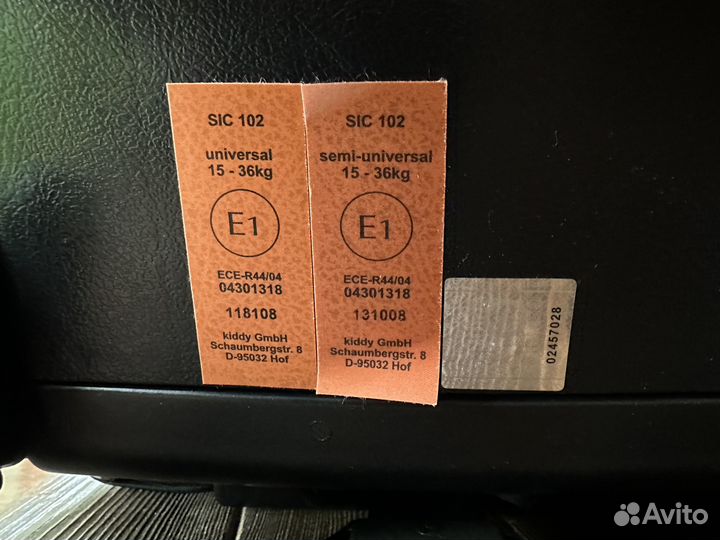 SIC 102
universal
15 - 36kg
E1
ECE-R44/04
04301318
118108
kiddy GmbH
Schaumbergstr. 8
D-95032 Hof
SIC 102
semi-universal
15 - 36kg
E1
ECE-R44/04
04301318
131008
kiddy GmbH
Schaumbergstr. 8
D-95032 Hof
02457028
Avito